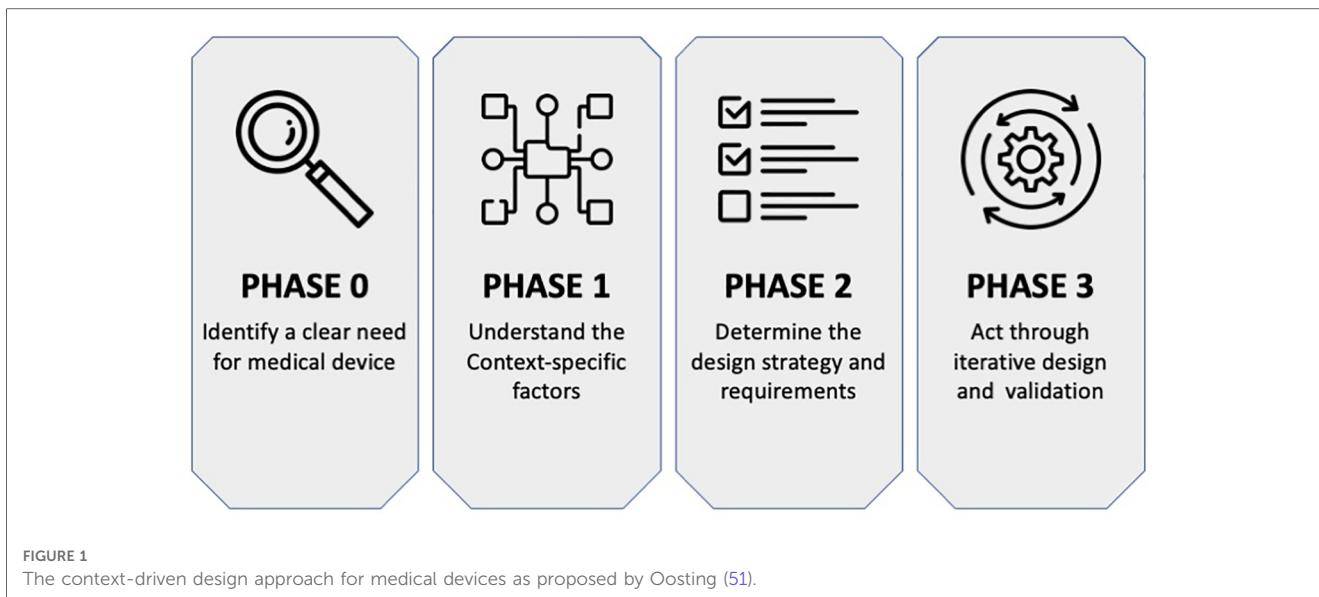 PHASE 0
Identify a clear need
for medical device
PHASE 1
Understand the
Context-specific
factors
PHASE 2
Determine the
design strategy and
requirements
PHASE 3
Act through
iterative design
and validation
FIGURE 1
The context-driven design approach for medical devices as proposed by Oosting (51).